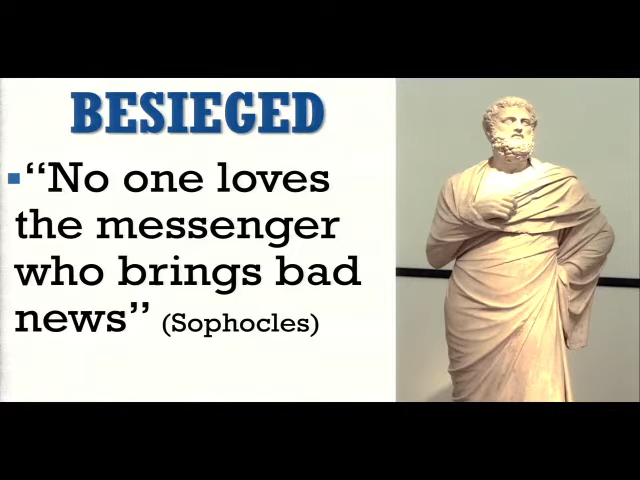 BESIEGED
▪“No one loves
the messenger
who brings bad
news” (Sophocles)